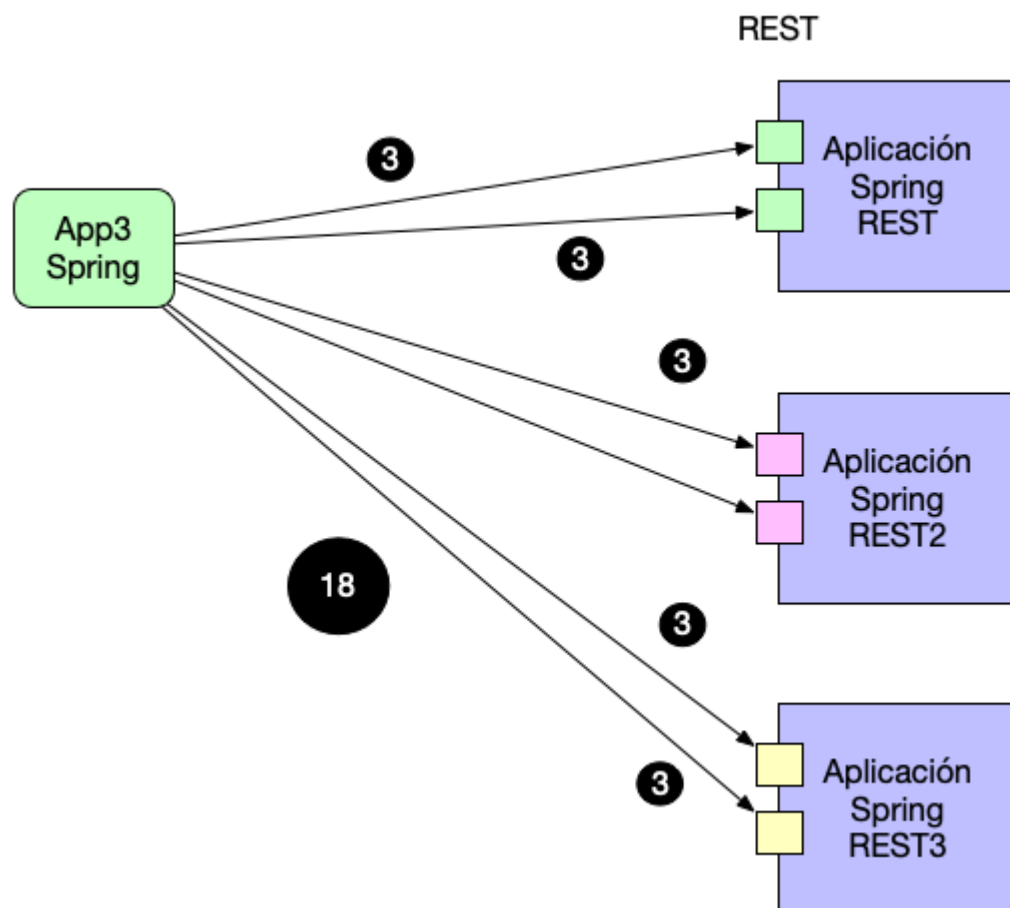 REST
3
Aplicación
Spring
REST
App3
Spring
3
3
Aplicación
Spring
REST2
18
3
3
Aplicación
Spring
REST3